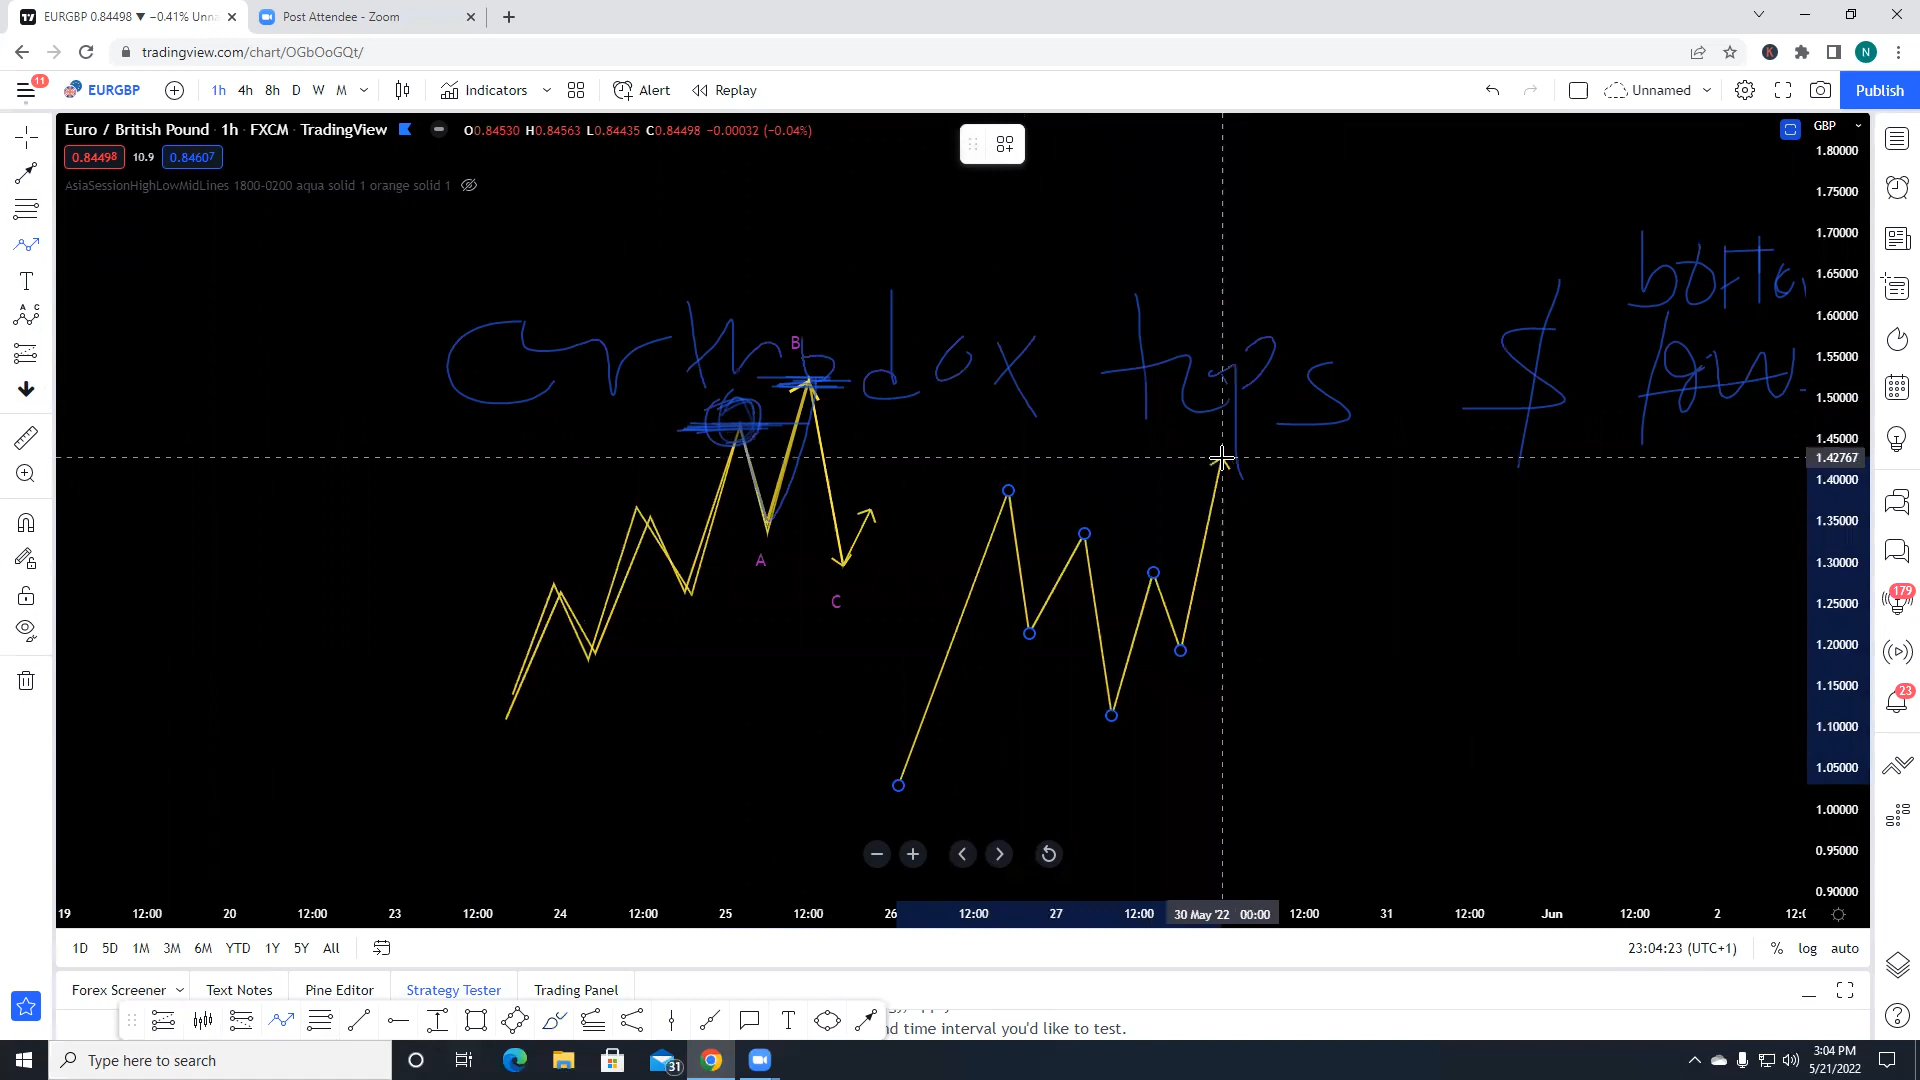 EURGBP 0.84498 ▼ −0.41% Unna
Post Attendee - Zoom
tradingview.com/chart/OGbOoGQt/
N
11
EURGBP
1h 4h 8h D W M
Indicators
Alert
Replay
Unnamed
Publish
Euro / British Pound · 1h · FXCM · TradingView
O0.84530 H0.84563 L0.84435 C0.84498 −0.00032 (−0.04%)
GBP
0.84498 10.9 0.84607
AsiaSessionHighLowMidLines 1800-0200 aqua solid 1 orange solid 1
1.80000
1.75000
1.70000
1.65000
1.60000
1.55000
1.50000
1.45000
1.42767
1.40000
1.35000
1.30000
1.25000
1.20000
1.15000
1.10000
1.05000
1.00000
0.95000
0.90000
orthodox tops $
B
A
C
179
23
19 12:00 20 12:00 23 12:00 24 12:00 25 12:00 26 12:00 27 12:00 30 May '22 00:00 12:00 31 12:00 Jun 12:00 2
1D 5D 1M 3M 6M YTD 1Y 5Y All
23:04:23 (UTC+1) % log auto
Forex Screener Text Notes Pine Editor Strategy Tester Trading Panel
nd time interval you'd like to test.
Type here to search
31
3:04 PM
5/21/2022